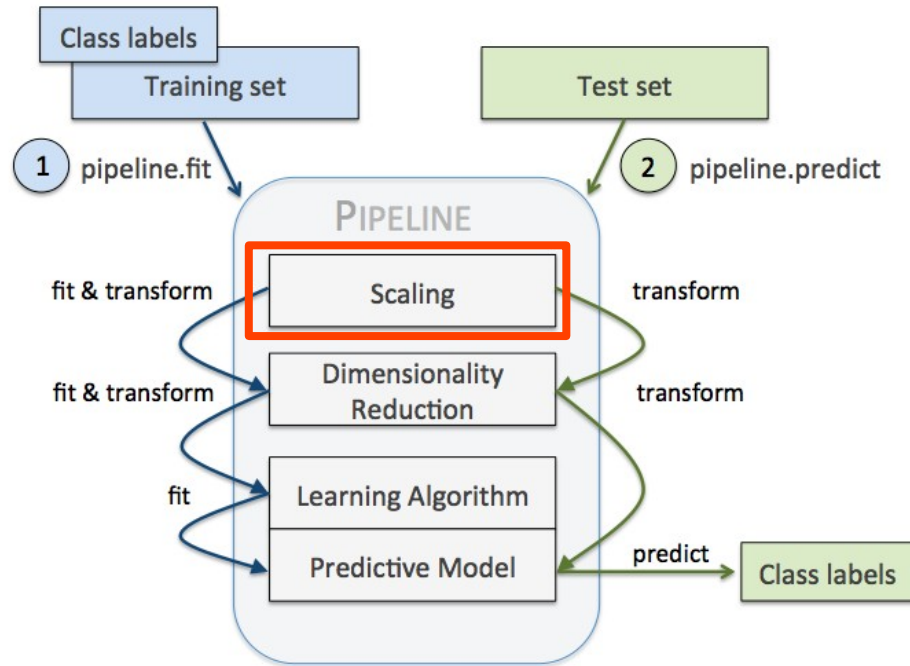 Class labels
Training set
Test set
1
pipeline.fit
2
pipeline.predict
PIPELINE
fit & transform
Scaling
transform
fit & transform
Dimensionality
Reduction
transform
fit
Learning Algorithm
Predictive Model
predict
Class labels